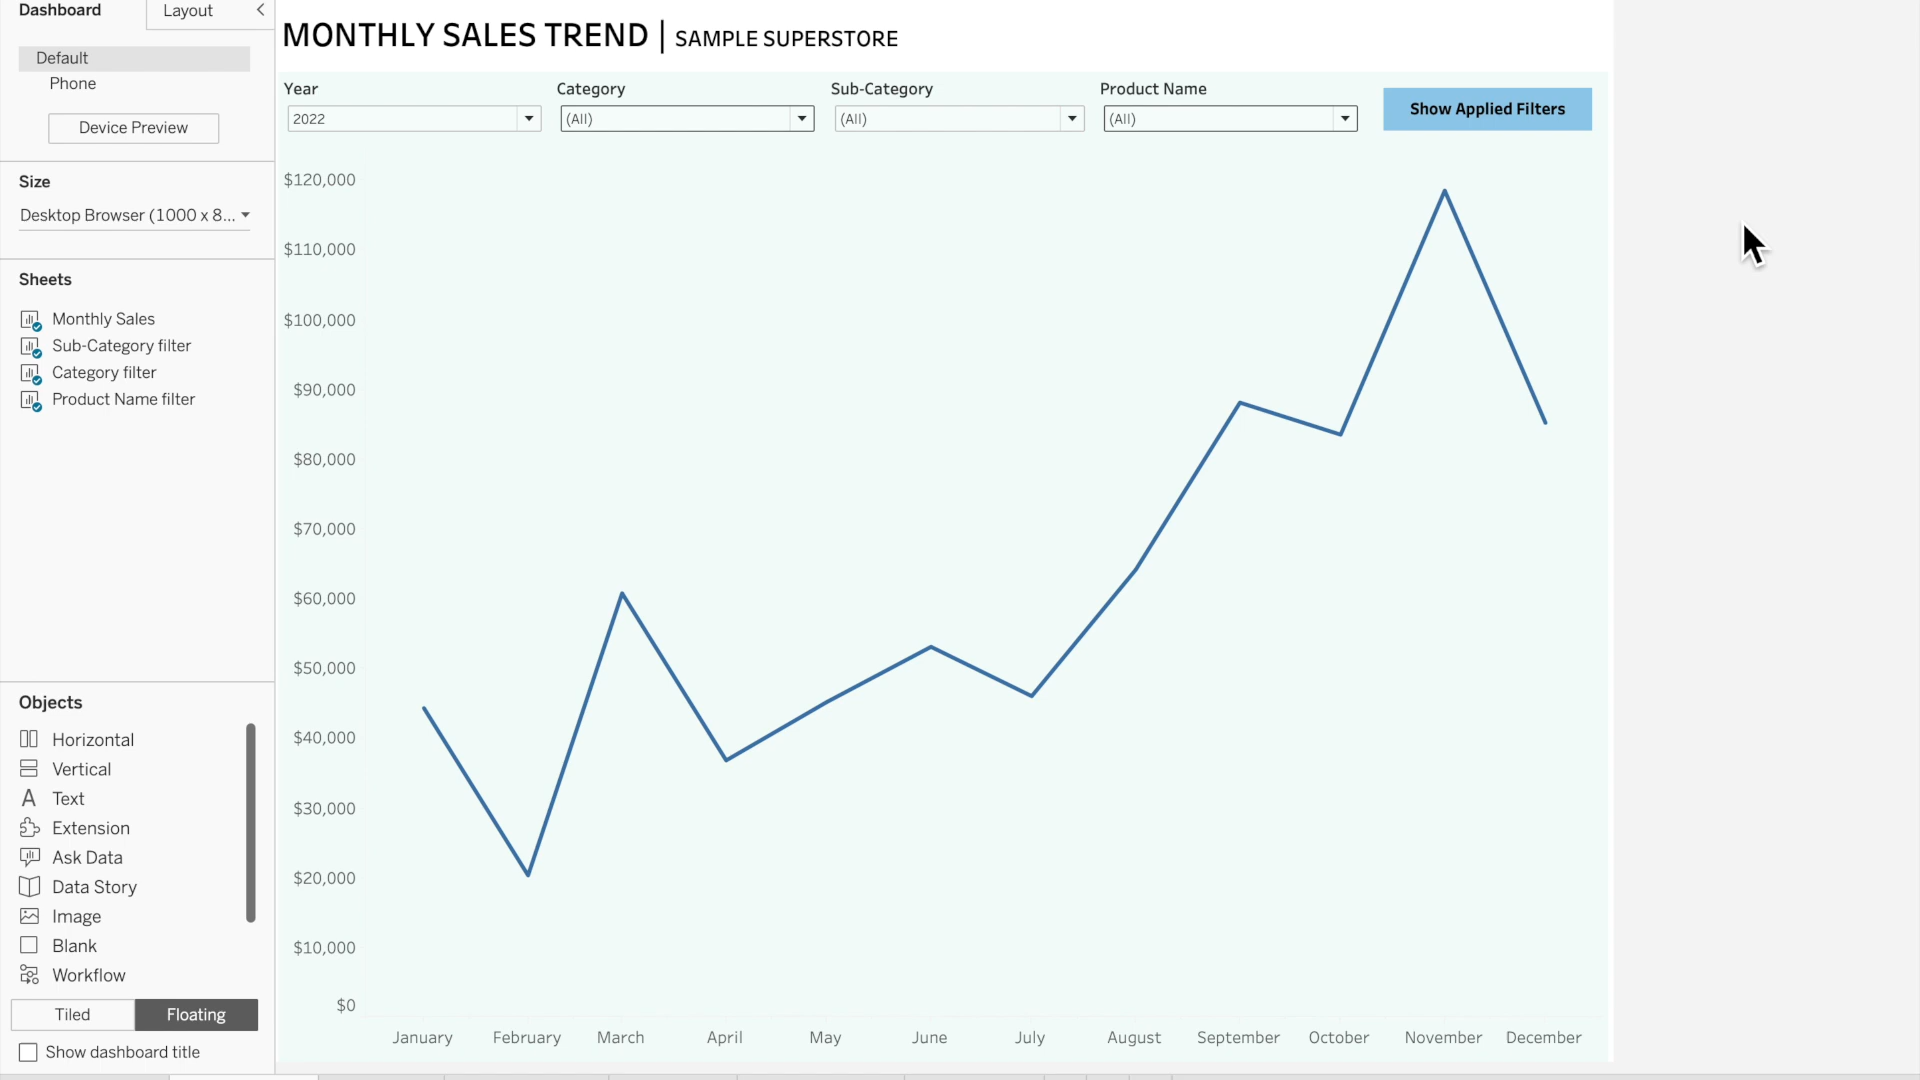 Dashboard
Layout
Default
Phone
Device Preview
Size
Desktop Browser (1000 x 8...
Sheets
Monthly Sales
Sub-Category filter
Category filter
Product Name filter
Objects
Horizontal
Vertical
Text
Extension
Ask Data
Data Story
Image
Blank
Workflow
Tiled
Floating
Show dashboard title
MONTHLY SALES TREND | SAMPLE SUPERSTORE
Year
Category
Sub-Category
Product Name
2022
(All)
(All)
(All)
Show Applied Filters
$120,000
$110,000
$100,000
$90,000
$80,000
$70,000
$60,000
$50,000
$40,000
$30,000
$20,000
$10,000
$0
January February March April May June July August September October November December